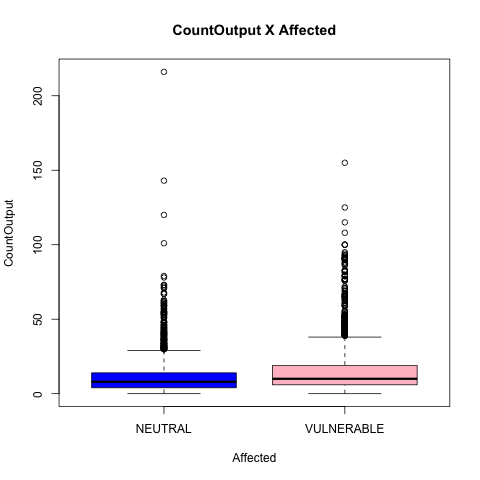 CountOutput X Affected
200
150
100
50
0
CountOutput
NEUTRAL VULNERABLE
Affected